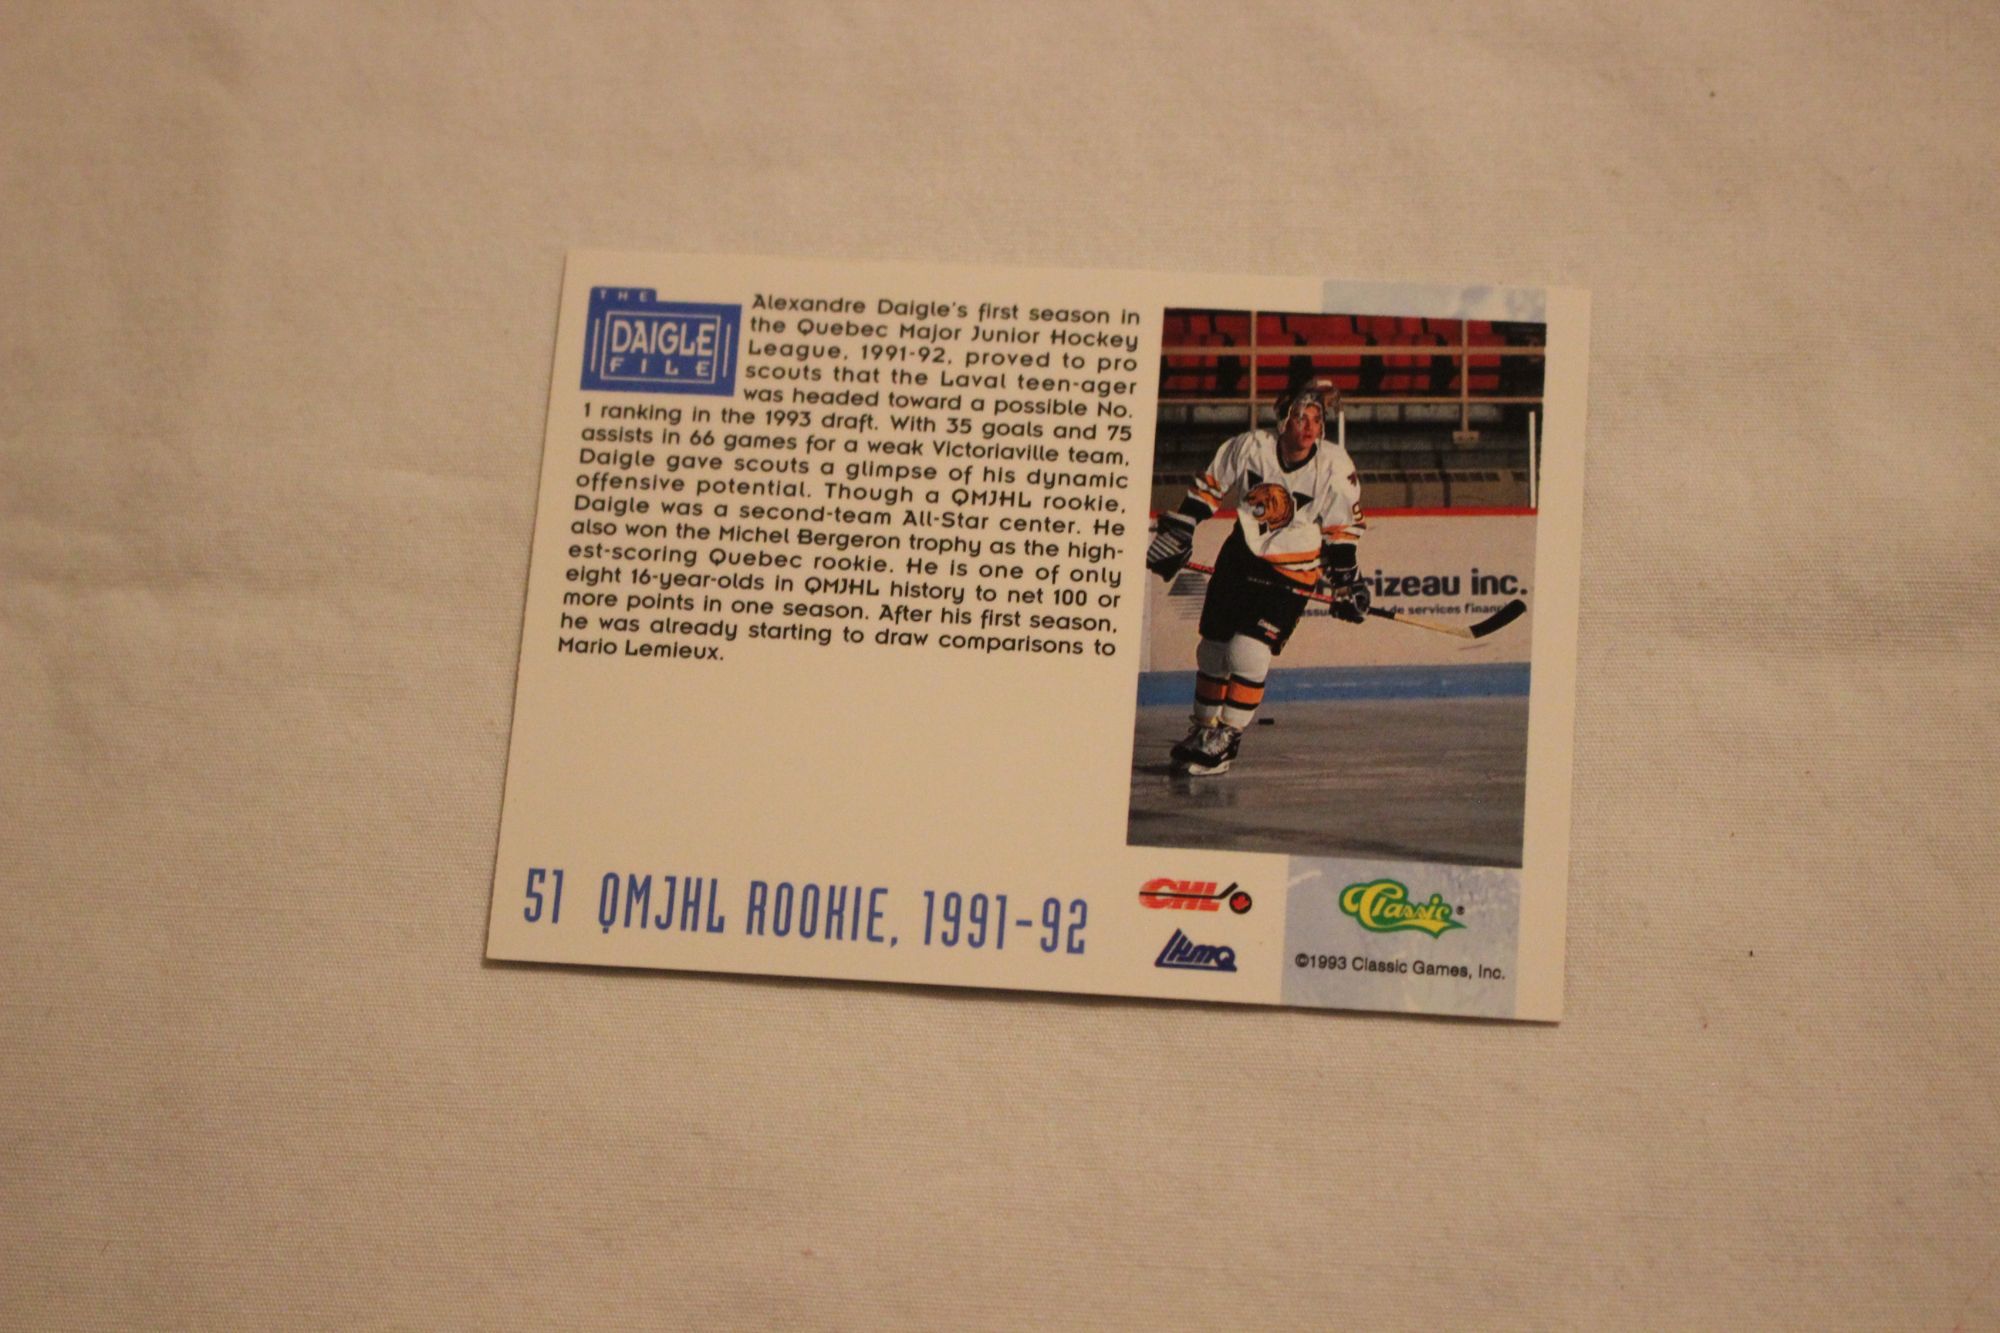 THE
DAIGLE
FILE
Alexandre Daigle's first season in
the Quebec Major Junior Hockey
League, 1991-92, proved to pro
scouts that the Laval teen-ager
was headed toward a possible No.
1 ranking in the 1993 draft. With 35 goals and 75
assists in 66 games for a weak Victoriaville team,
Daigle gave scouts a glimpse of his dynamic
offensive potential. Though a QMJHL rookie,
Daigle was a second-team All-Star center. He
also won the Michel Bergeron trophy as the high-
est-scoring Quebec rookie. He is one of only
eight 16-year-olds in QMJHL history to net 100 or
more points in one season. After his first season,
he was already starting to draw comparisons to
Mario Lemieux.
izeau inc.
de services
51 QMJHL ROOKIE, 1991-92
CHL
LHJMQ
Classic®
©1993 Classic Games, Inc.